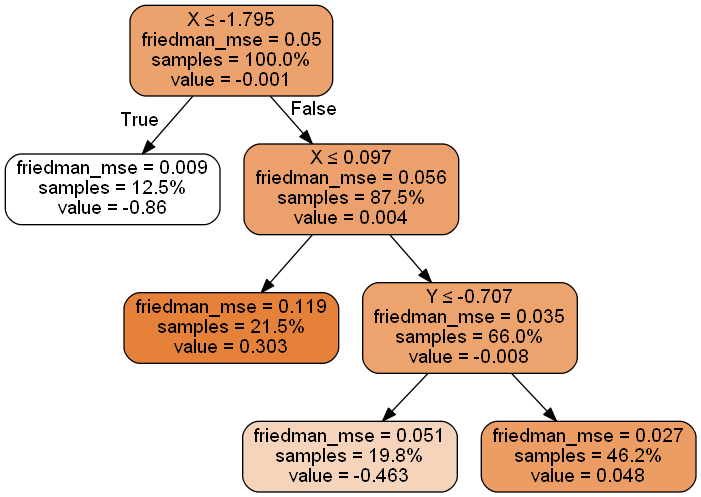 X ≤ -1.795
friedman_mse = 0.05
samples = 100.0%
value = -0.001
True
False
friedman_mse = 0.009
samples = 12.5%
value = -0.86
X ≤ 0.097
friedman_mse = 0.056
samples = 87.5%
value = 0.004
friedman_mse = 0.119
samples = 21.5%
value = 0.303
Y ≤ -0.707
friedman_mse = 0.035
samples = 66.0%
value = -0.008
friedman_mse = 0.051
samples = 19.8%
value = -0.463
friedman_mse = 0.027
samples = 46.2%
value = 0.048